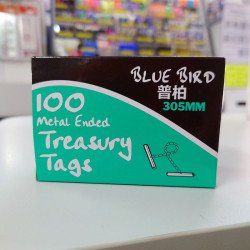 BLUE BIRD
普柏
305MM
100
Metal Ended
Treasury
Tags